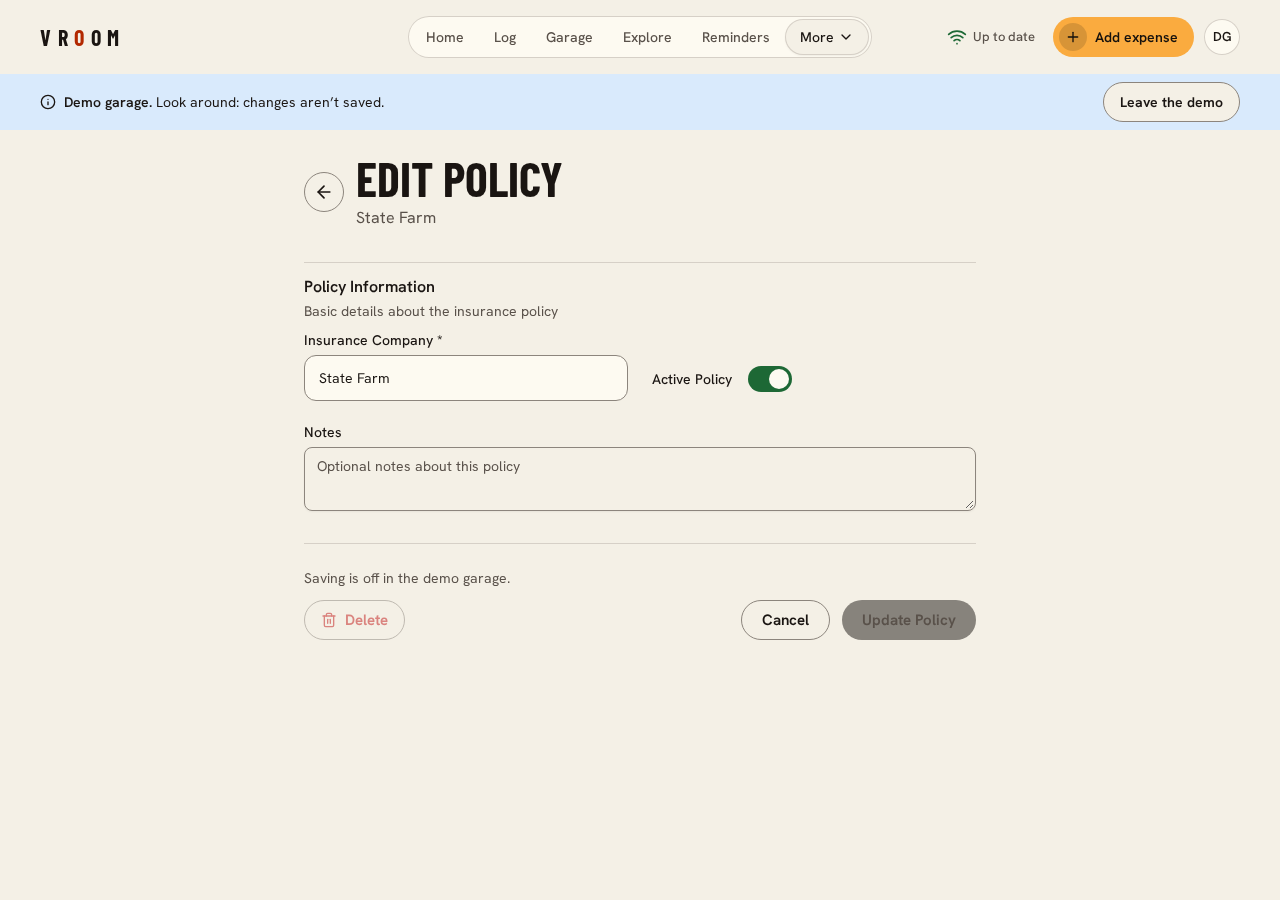 VROOM
Home
Log
Garage
Explore
Reminders
More
Up to date
Add expense
DG
Demo garage. Look around: changes aren’t saved.
Leave the demo
EDIT POLICY
State Farm
Policy Information
Basic details about the insurance policy
Insurance Company *
State Farm
Active Policy
Notes
Optional notes about this policy
Saving is off in the demo garage.
Delete
Cancel
Update Policy